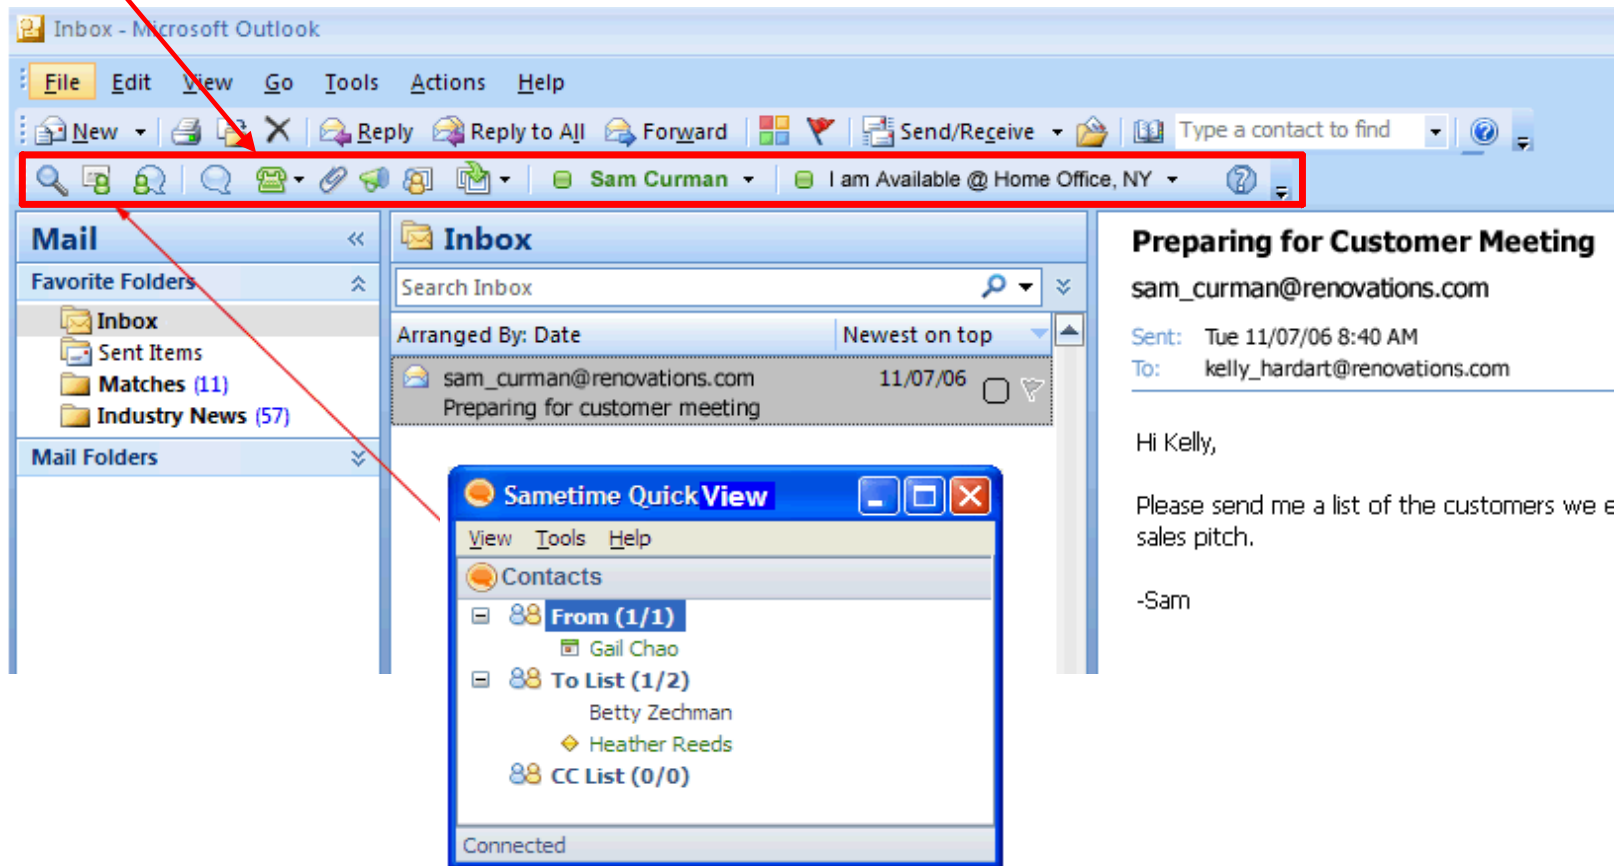 Inbox - Microsoft Outlook
File Edit View Go Tools Actions Help
New Reply Reply to All Forward Send/Receive Type a contact to find
Sam Curman I am Available @ Home Office, NY
Mail
Favorite Folders
Inbox
Sent Items
Matches (11)
Industry News (57)
Mail Folders
Inbox
Search Inbox
Arranged By: Date Newest on top
sam_curman@renovations.com 11/07/06
Preparing for customer meeting
Sametime QuickView
View Tools Help
Contacts
From (1/1)
Gail Chao
To List (1/2)
Betty Zechman
Heather Reeds
CC List (0/0)
Connected
Preparing for Customer Meeting
sam_curman@renovations.com
Sent: Tue 11/07/06 8:40 AM
To: kelly_hardart@renovations.com
Hi Kelly,
Please send me a list of the customers we e
sales pitch.
-Sam